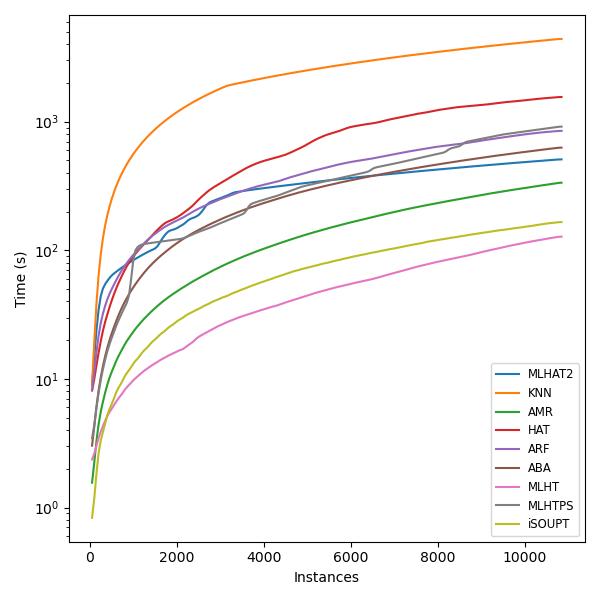 Time (s)
10³
10²
10¹
10⁰
0 2000 4000 6000 8000 10000
Instances
MLHAT2
KNN
AMR
HAT
ARF
ABA
MLHT
MLHTPS
iSOUPT